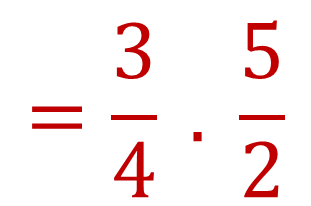 = 3/4 . 5/2